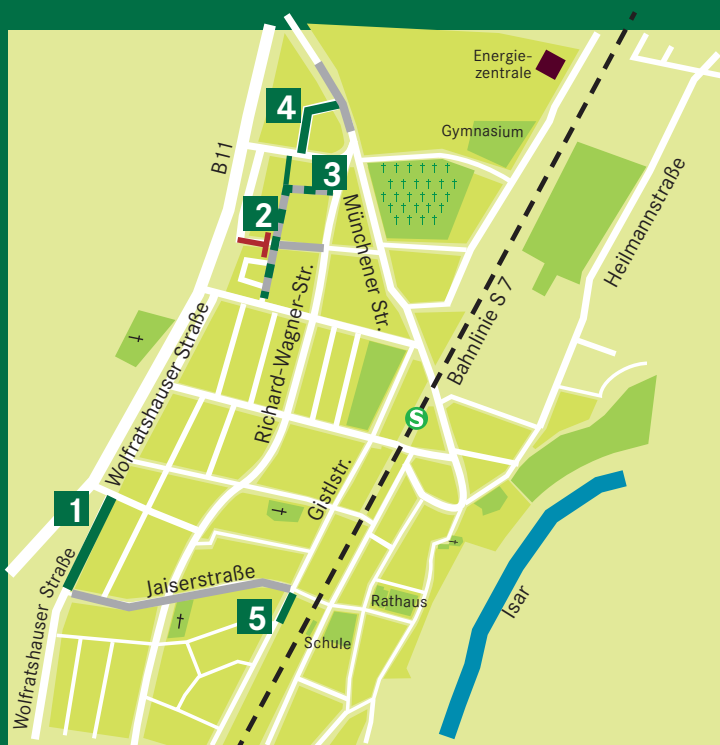 Energie-
zentrale
4
Gymnasium
B11
3
2
Münchener Str.
Heilmannstraße
Richard-Wagner-Str.
Bahnlinie S 7
Wolfratshauser Straße
S
Gistlstr.
1
Wolfratshauser Straße
Jaiserstraße
5
Rathaus
Schule
Isar